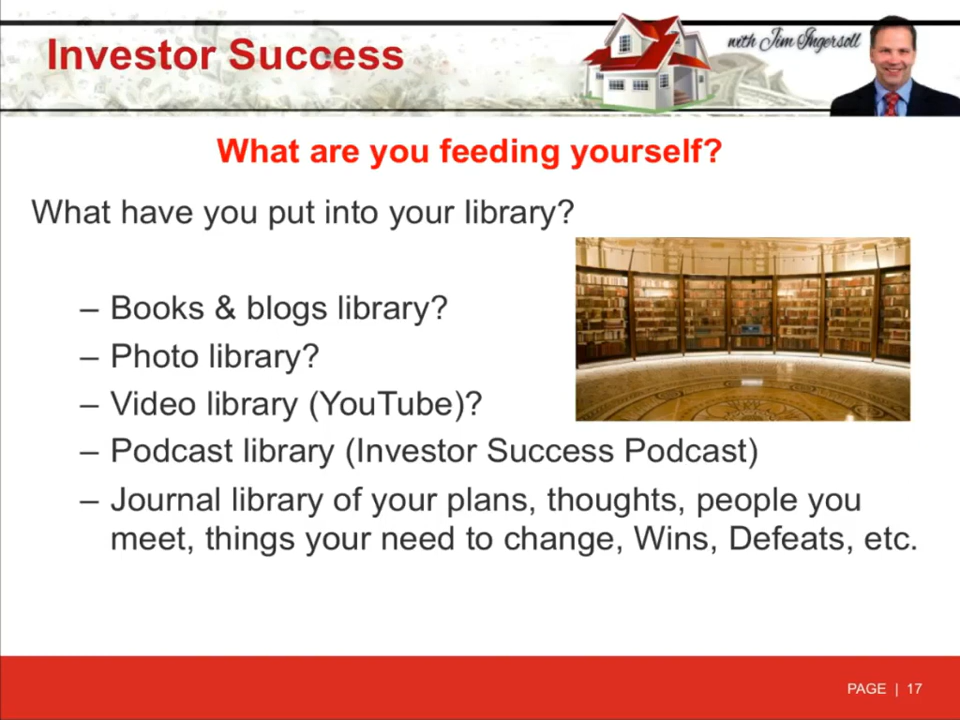 Investor Success
with Jim Ingersoll
What are you feeding yourself?
What have you put into your library?
– Books & blogs library?
– Photo library?
– Video library (YouTube)?
– Podcast library (Investor Success Podcast)
– Journal library of your plans, thoughts, people you
meet, things your need to change, Wins, Defeats, etc.
PAGE | 17